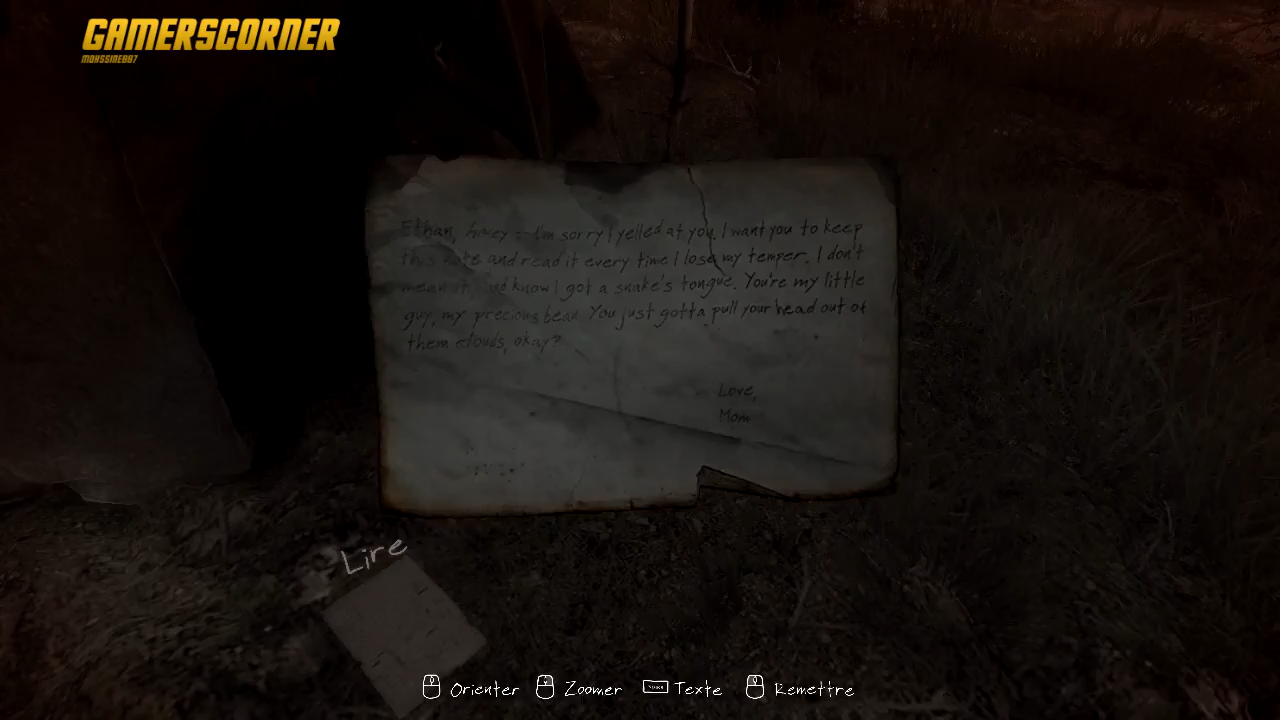 GAMERSCORNER
MOHSSINE887
Ethan, honey - I'm sorry I yelled at you. I want you to keep
this note and read it every time I lose my temper. I don't
mean it, and know I got a snake's tongue. You're my little
guy, my precious bean. You just gotta pull your head out of
them clouds, okay?
Love,
Mom
Lire
Orienter Zoomer Texte Remettre